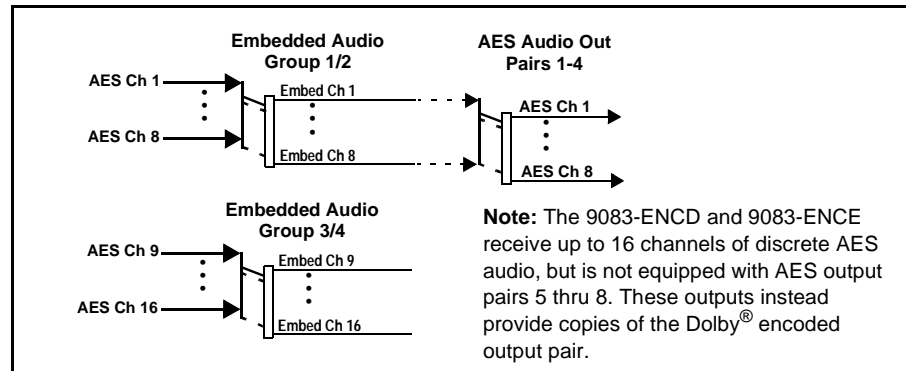 Embedded Audio
Group 1/2
AES Audio Out
Pairs 1-4
AES Ch 1
AES Ch 8
Embed Ch 1
Embed Ch 8
AES Ch 1
AES Ch 8
Embedded Audio
Group 3/4
AES Ch 9
AES Ch 16
Embed Ch 9
Embed Ch 16
Note: The 9083-ENCD and 9083-ENCE
receive up to 16 channels of discrete AES
audio, but is not equipped with AES output
pairs 5 thru 8. These outputs instead
provide copies of the Dolby® encoded
output pair.